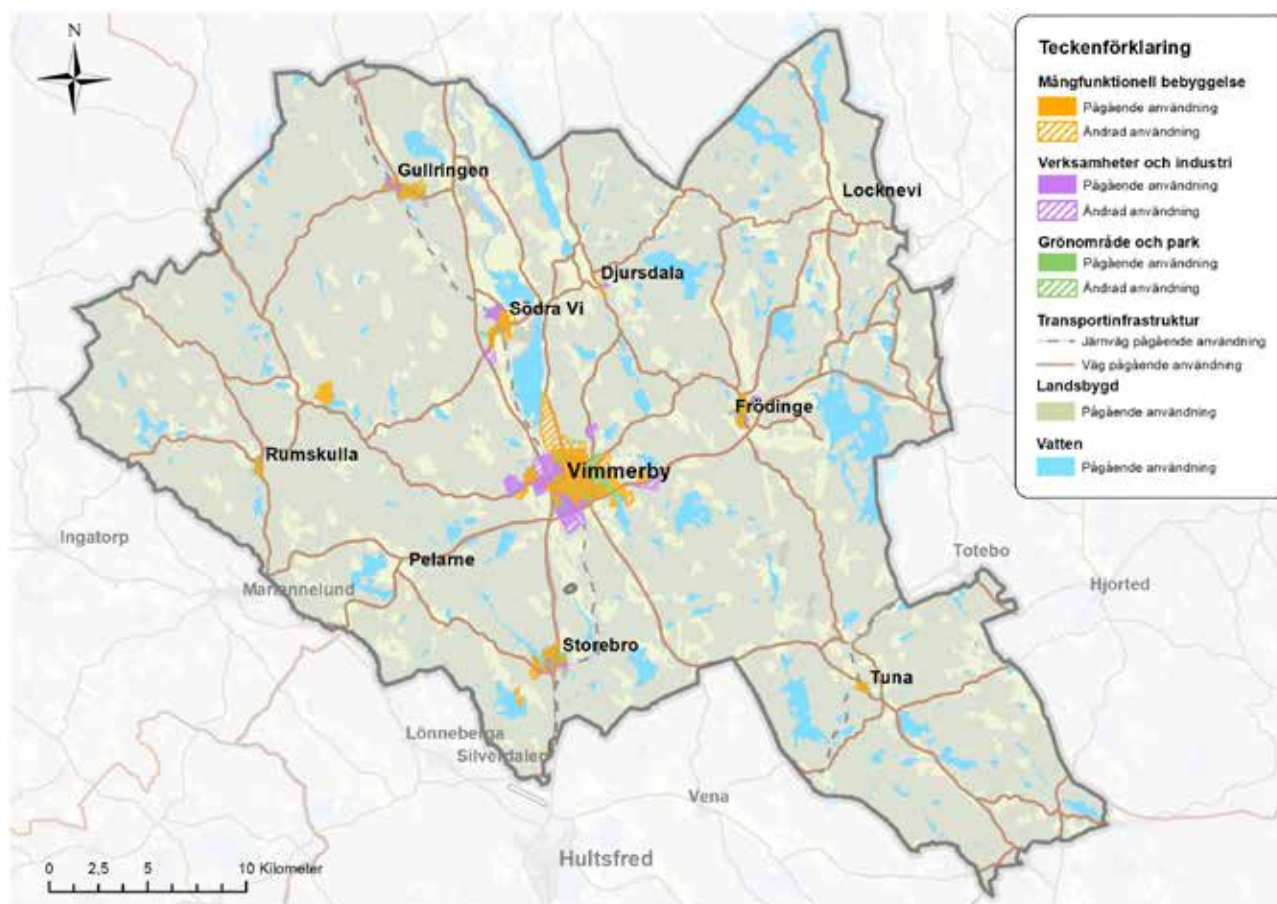 N
Teckenförklaring
Mångfunktionell bebyggelse
Pågående användning
Ändrad användning
Verksamheter och industri
Pågående användning
Ändrad användning
Grönområde och park
Pågående användning
Ändrad användning
Transportinfrastruktur
Järnväg pågående användning
Väg pågående användning
Landsbygd
Pågående användning
Vatten
Pågående användning
Gullringen
Locknevi
Djursdala
Södra Vi
Frödinge
Rumskulla
Vimmerby
Ingatorp
Pelarne
Totebo
Hjorted
Mariannelund
Storebro
Tuna
Lönneberga
Silverdalen
Vena
Hultsfred
0 2,5 5 10 Kilometer